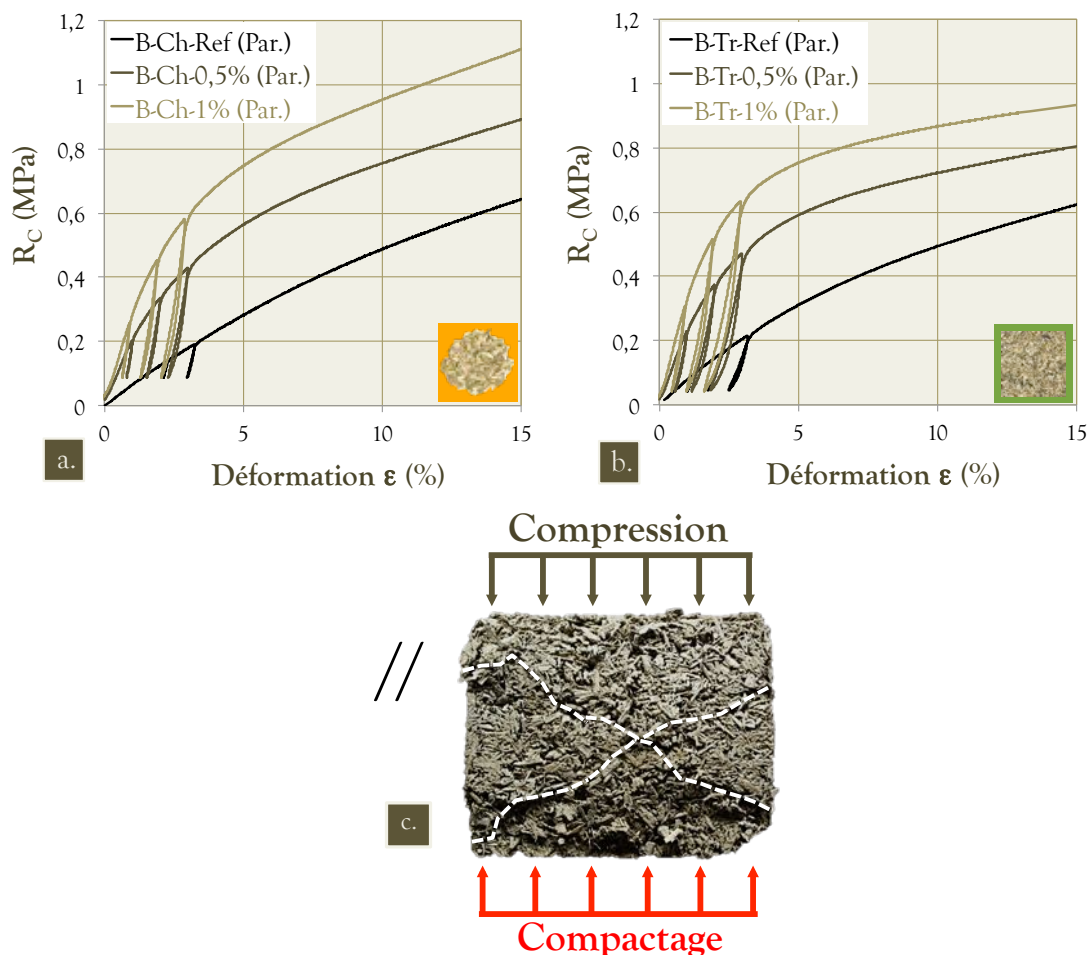 1,2
1
0,8
0,6
0,4
0,2
0
R_C (MPa)
B-Ch-Ref (Par.)
B-Ch-0,5% (Par.)
B-Ch-1% (Par.)
0 5 10 15
Déformation ε (%)
a.
1,2
1
0,8
0,6
0,4
0,2
0
R_C (MPa)
B-Tr-Ref (Par.)
B-Tr-0,5% (Par.)
B-Tr-1% (Par.)
0 5 10 15
Déformation ε (%)
b.
Compression
//
c.
Compactage